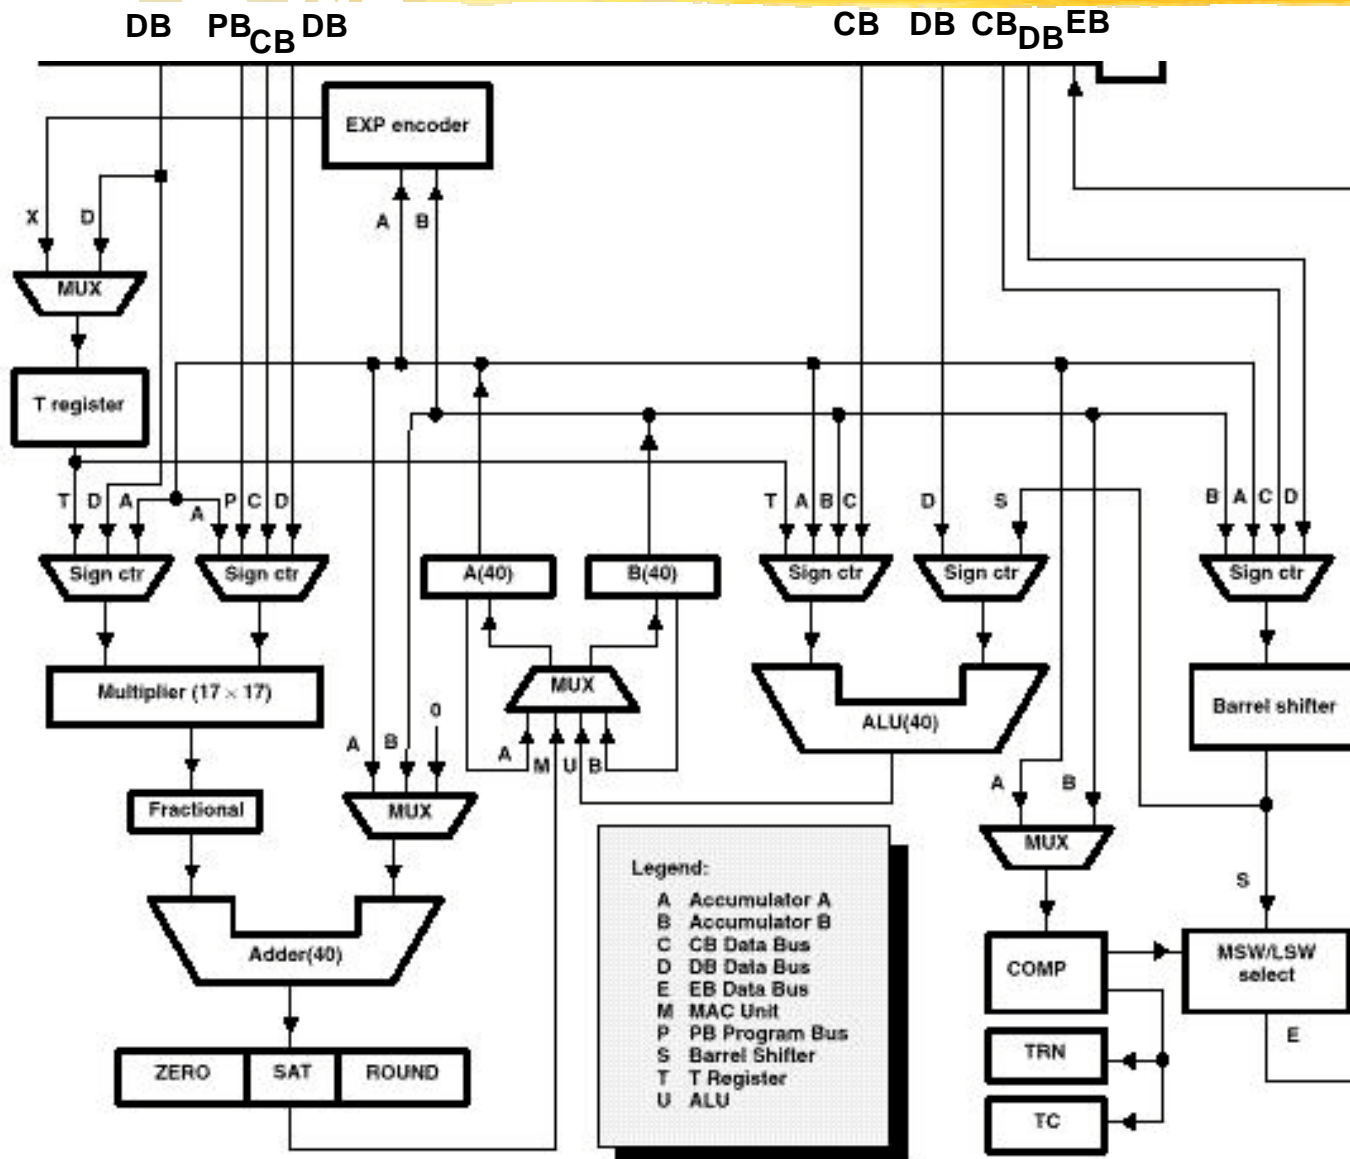 DB PB CB DB CB DB CB DB EB
EXP encoder
A B
X D
MUX
T register
T D A A P C D
T A B C D S
B A C D
Sign ctr Sign ctr
A(40) B(40)
Sign ctr Sign ctr
Sign ctr
Multiplier (17 × 17)
MUX
ALU(40)
Barrel shifter
A B 0
A M U B
A B
Fractional
MUX
MUX
S
Adder(40)
COMP
MSW/LSW
select
E
TRN
TC
ZERO SAT ROUND
Legend:
A Accumulator A
B Accumulator B
C CB Data Bus
D DB Data Bus
E EB Data Bus
M MAC Unit
P PB Program Bus
S Barrel Shifter
T T Register
U ALU